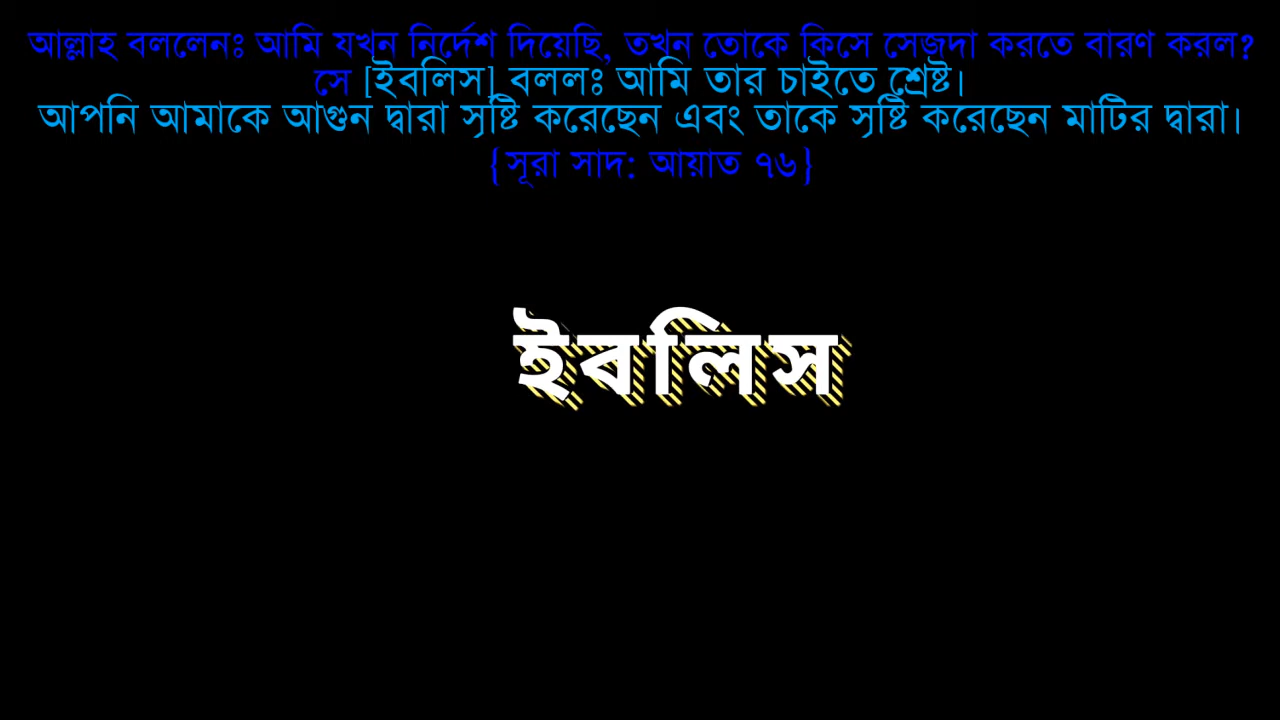 আল্লাহ বললেনঃ আমি যখন নির্দেশ দিয়েছি, তখন তোকে কিসে সেজদা করতে বারণ করল?
সে [ইবলিস] বললঃ আমি তার চাইতে শ্রেষ্ট।
আপনি আমাকে আগুন দ্বারা সৃষ্টি করেছেন এবং তাকে সৃষ্টি করেছেন মাটির দ্বারা।
{সূরা সাদ: আয়াত ৭৬}
ইবলিস